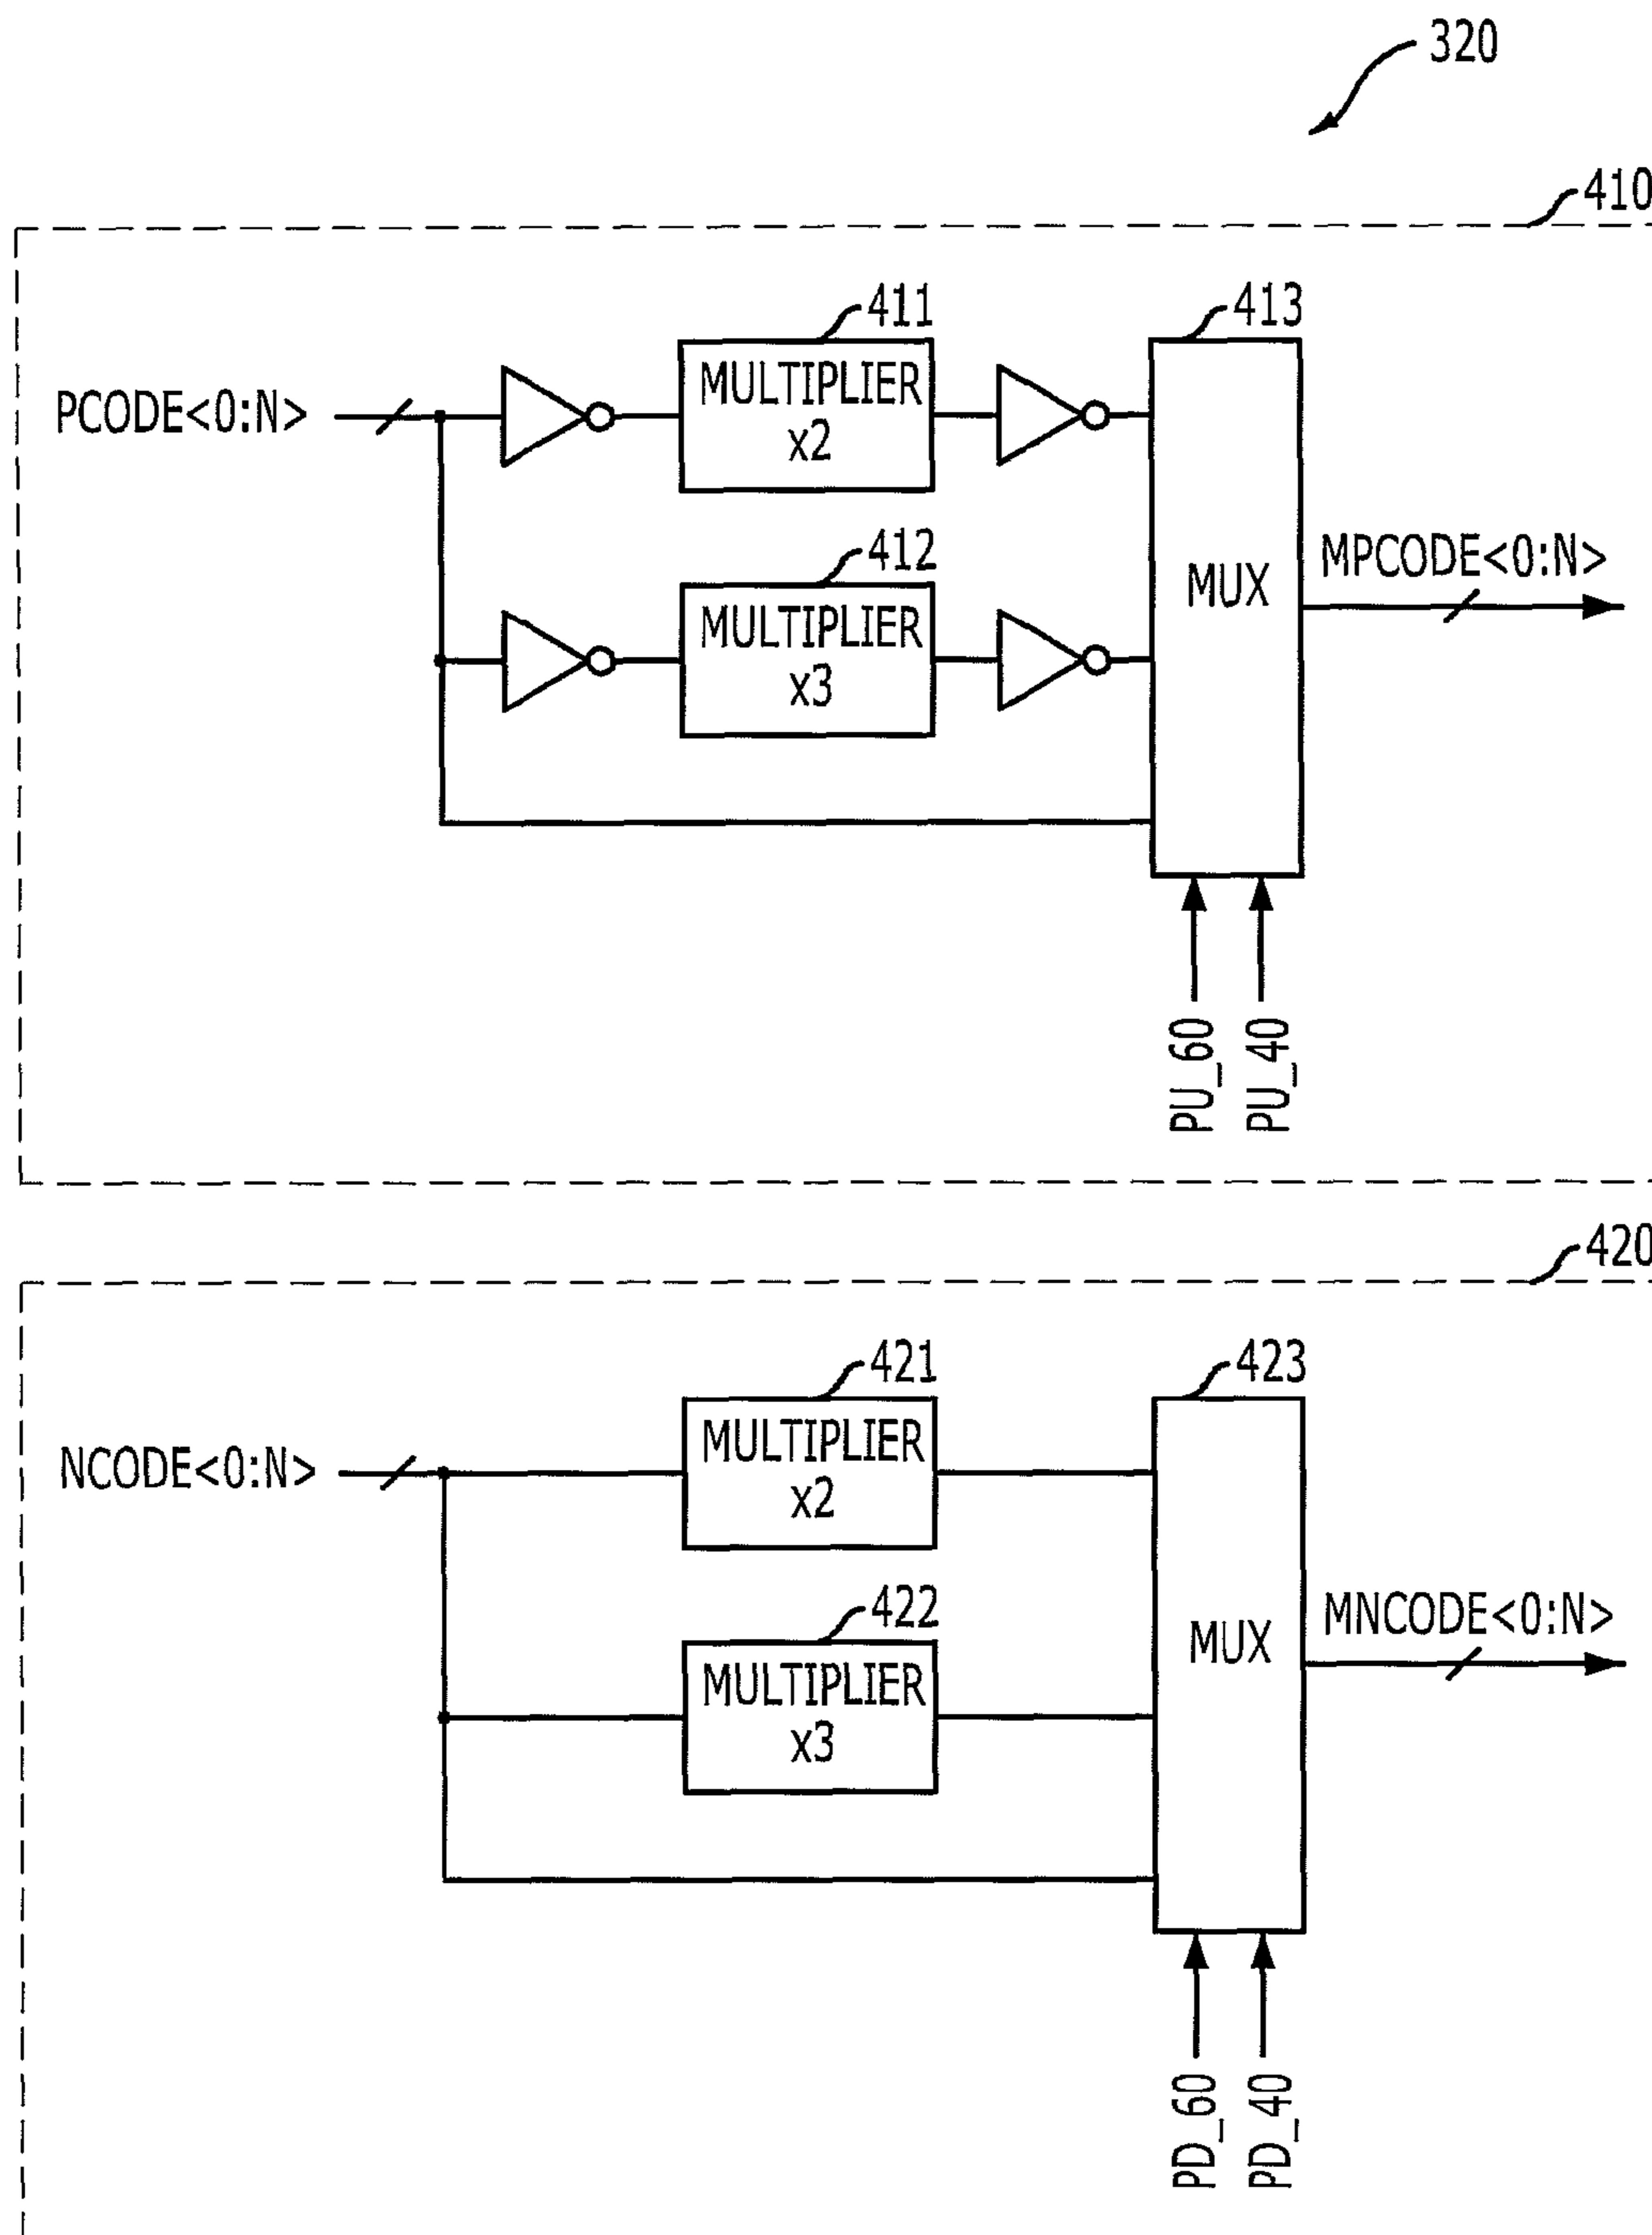 320
410
411
413
PCODE<0:N>
MULTIPLIER
x2
412
MPCODE<0:N>
MULTIPLIER
x3
MUX
PU_60
PU_40
420
421
423
NCODE<0:N>
MULTIPLIER
x2
422
MNCODE<0:N>
MULTIPLIER
x3
MUX
PD_60
PD_40